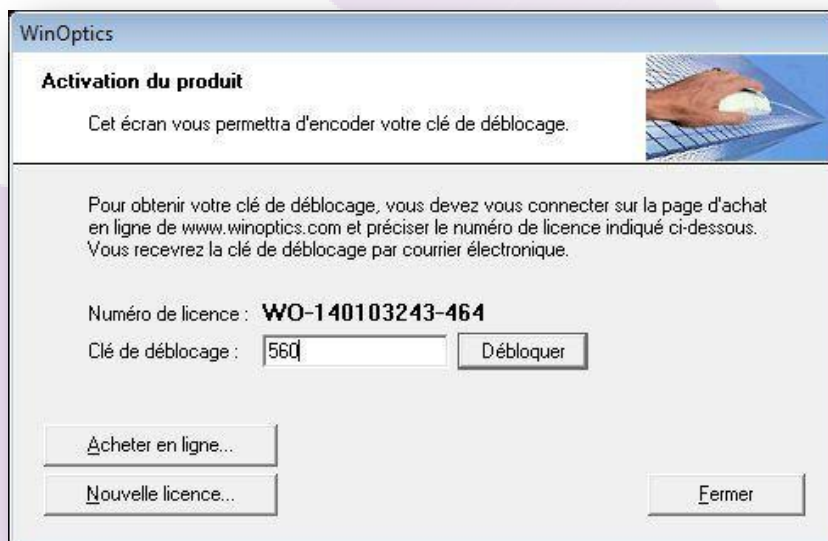 WinOptics
Activation du produit
Cet écran vous permettra d'encoder votre clé de déblocage.
Pour obtenir votre clé de déblocage, vous devez vous connecter sur la page d'achat
en ligne de www.winoptics.com et préciser le numéro de licence indiqué ci-dessous.
Vous recevrez la clé de déblocage par courrier électronique.
Numéro de licence : WO-140103243-464
Clé de déblocage : 560 Débloquer
Acheter en ligne...
Nouvelle licence... Fermer